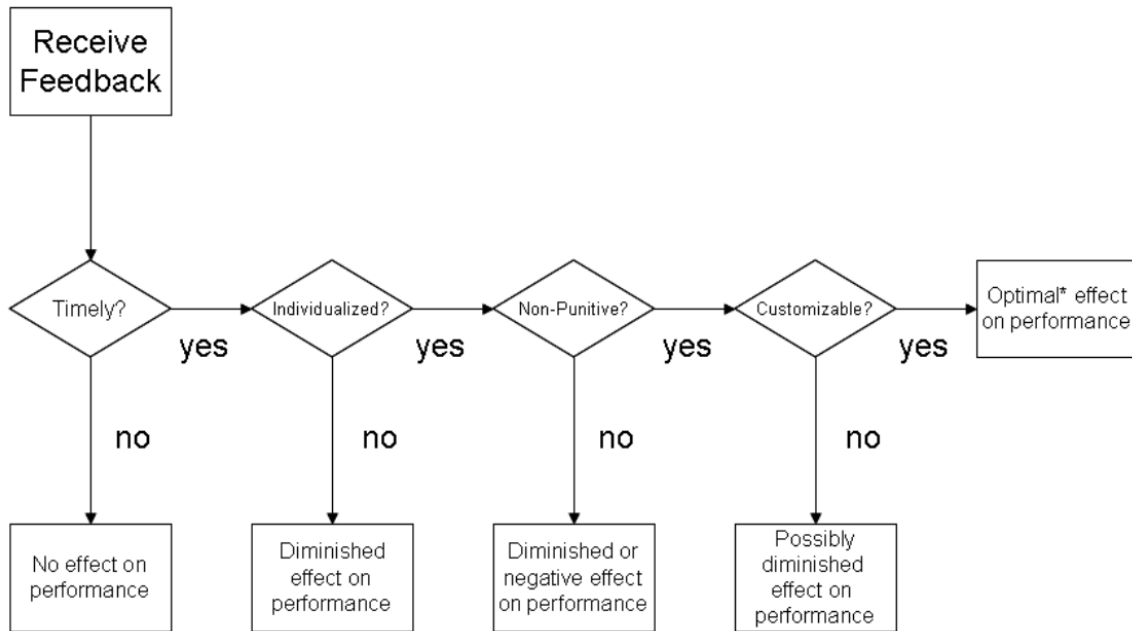 Receive
Feedback
Timely?
yes
Individualized?
yes
Non-Punitive?
yes
Customizable?
yes
Optimal* effect
on performance
no
no
no
no
No effect on
performance
Diminished
effect on
performance
Diminished or
negative effect
on performance
Possibly
diminished
effect on
performance